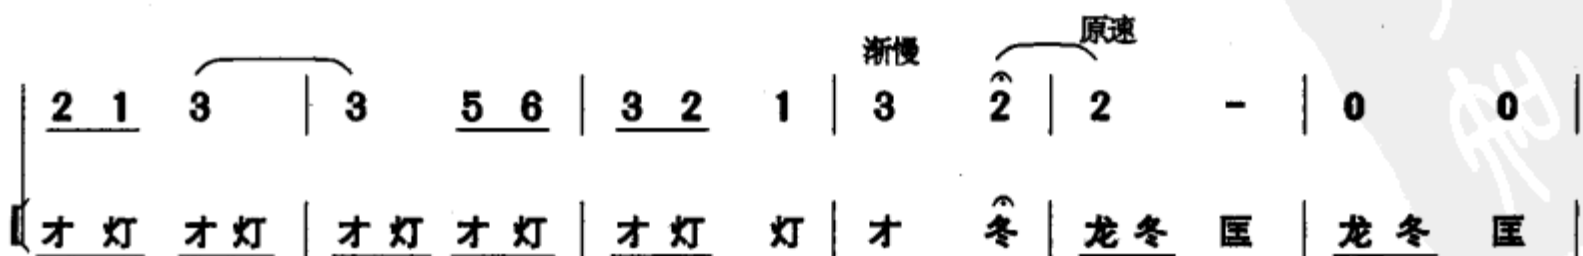 渐慢 原速
2 1 3 | 3 5 6 | 3 2 1 | 3 2 | 2 - | 0 0 |
才 灯 才 灯 | 才 灯 才 灯 | 才 灯 灯 | 才 冬 | 龙 冬 匡 | 龙 冬 匡 |